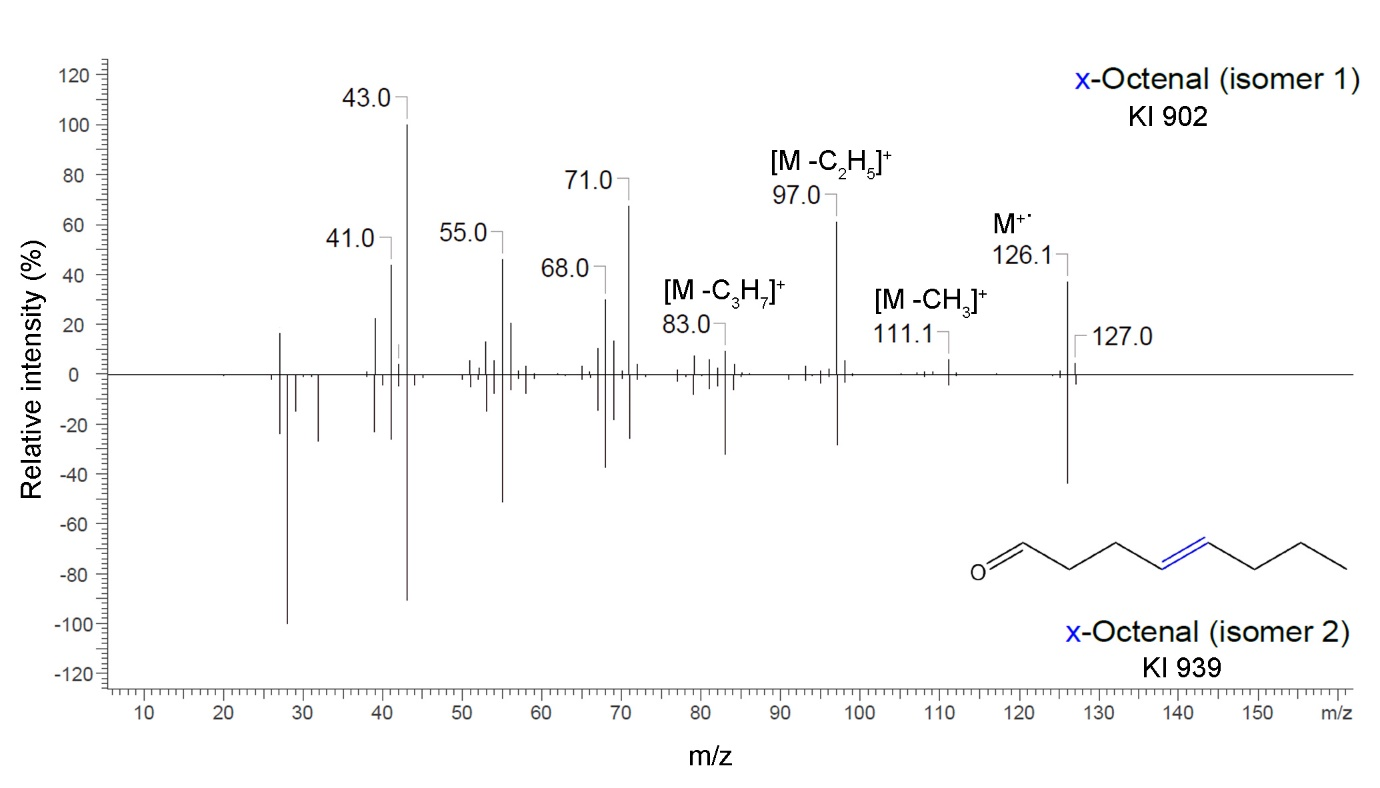 x-Octenal (isomer 1)
KI 902
43.0
[M -C2H5]+
71.0
97.0
M+·
41.0
55.0
126.1
68.0
[M -C3H7]+
[M -CH3]+
83.0
111.1
127.0
Relative intensity (%)
120
100
80
60
40
20
0
-20
-40
-60
-80
-100
-120
O
x-Octenal (isomer 2)
KI 939
10 20 30 40 50 60 70 80 90 100 110 120 130 140 150 m/z
m/z